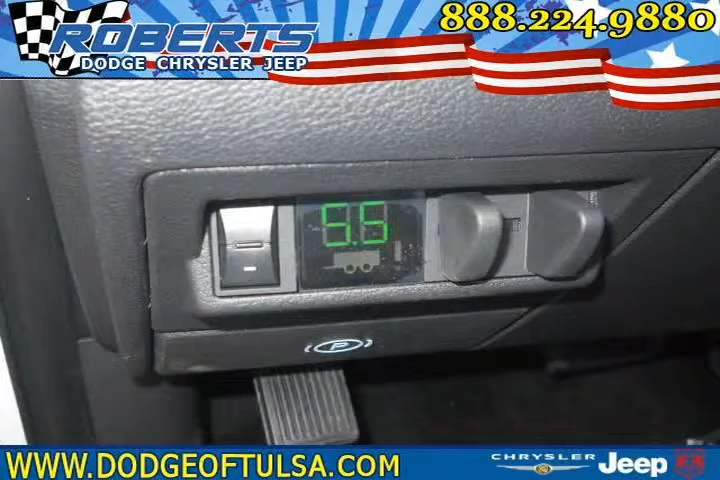 ROBERTS
DODGE CHRYSLER JEEP
888.224.9880
5.5
P
WWW.DODGEOFTULSA.COM
CHRYSLER Jeep